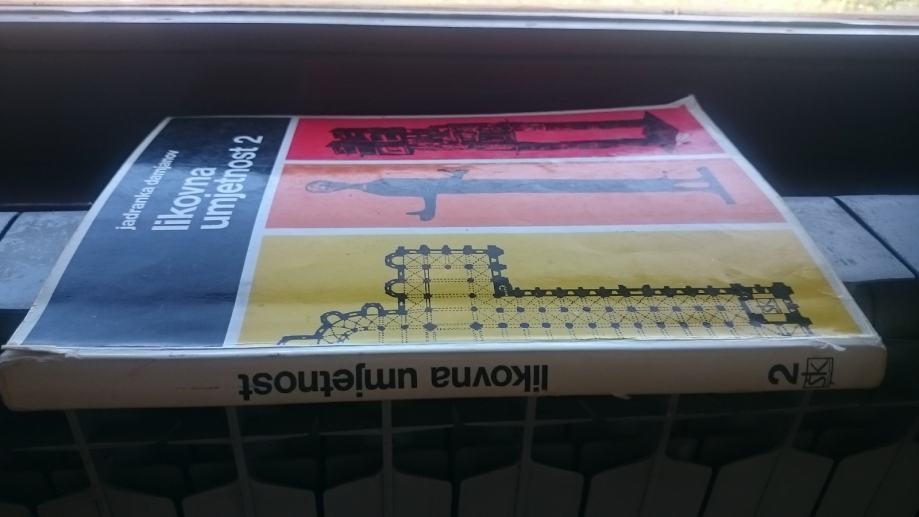 jadranka damjanov
likovna
umjetnost 2
likovna umjetnost
2
šk